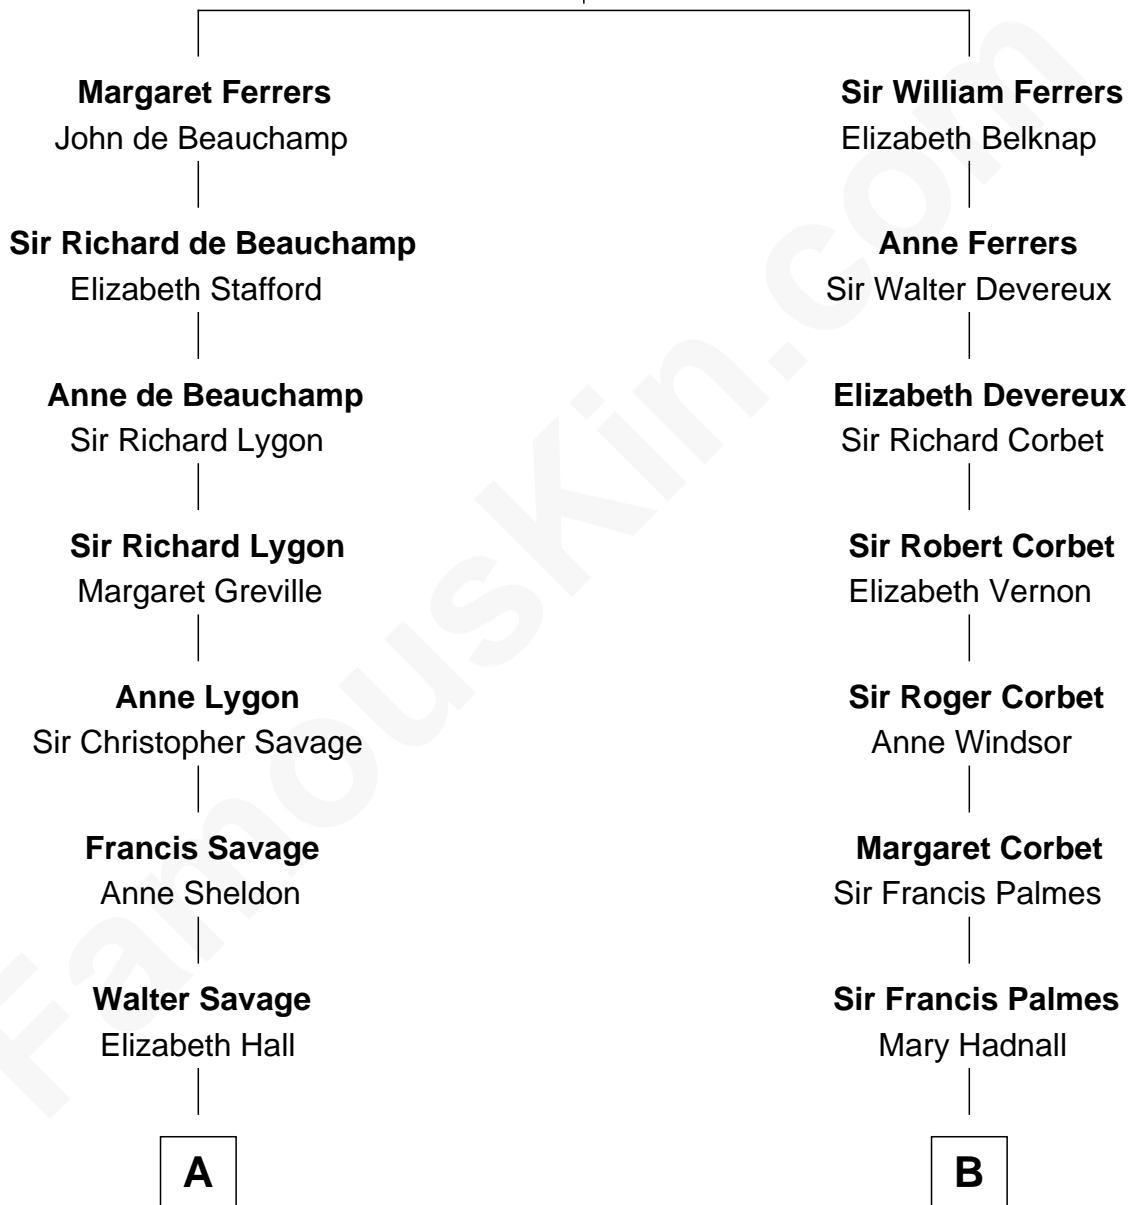 Margaret Ferrers
John de Beauchamp
Sir Richard de Beauchamp
Elizabeth Stafford
Anne de Beauchamp
Sir Richard Lygon
Sir Richard Lygon
Margaret Greville
Anne Lygon
Sir Christopher Savage
Francis Savage
Anne Sheldon
Walter Savage
Elizabeth Hall
A
Sir William Ferrers
Elizabeth Belknap
Anne Ferrers
Sir Walter Devereux
Elizabeth Devereux
Sir Richard Corbet
Sir Robert Corbet
Elizabeth Vernon
Sir Roger Corbet
Anne Windsor
Margaret Corbet
Sir Francis Palmes
Sir Francis Palmes
Mary Hadnall
B
FamousKin.com